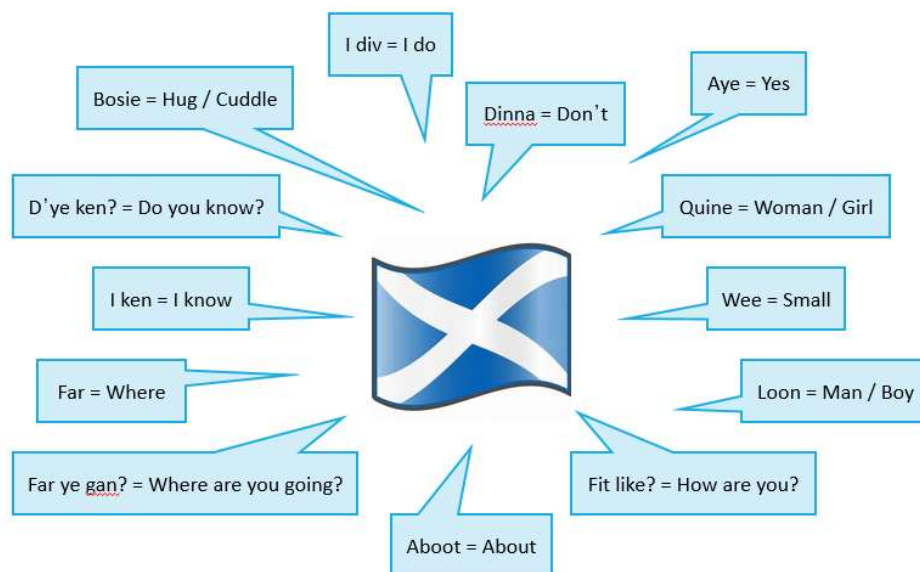 I div = I do
Aye = Yes
Bosie = Hug / Cuddle
Dinna = Don't
D'ye ken? = Do you know?
Quine = Woman / Girl
I ken = I know
Wee = Small
Far = Where
Loon = Man / Boy
Far ye gan? = Where are you going?
Fit like? = How are you?
Aboot = About